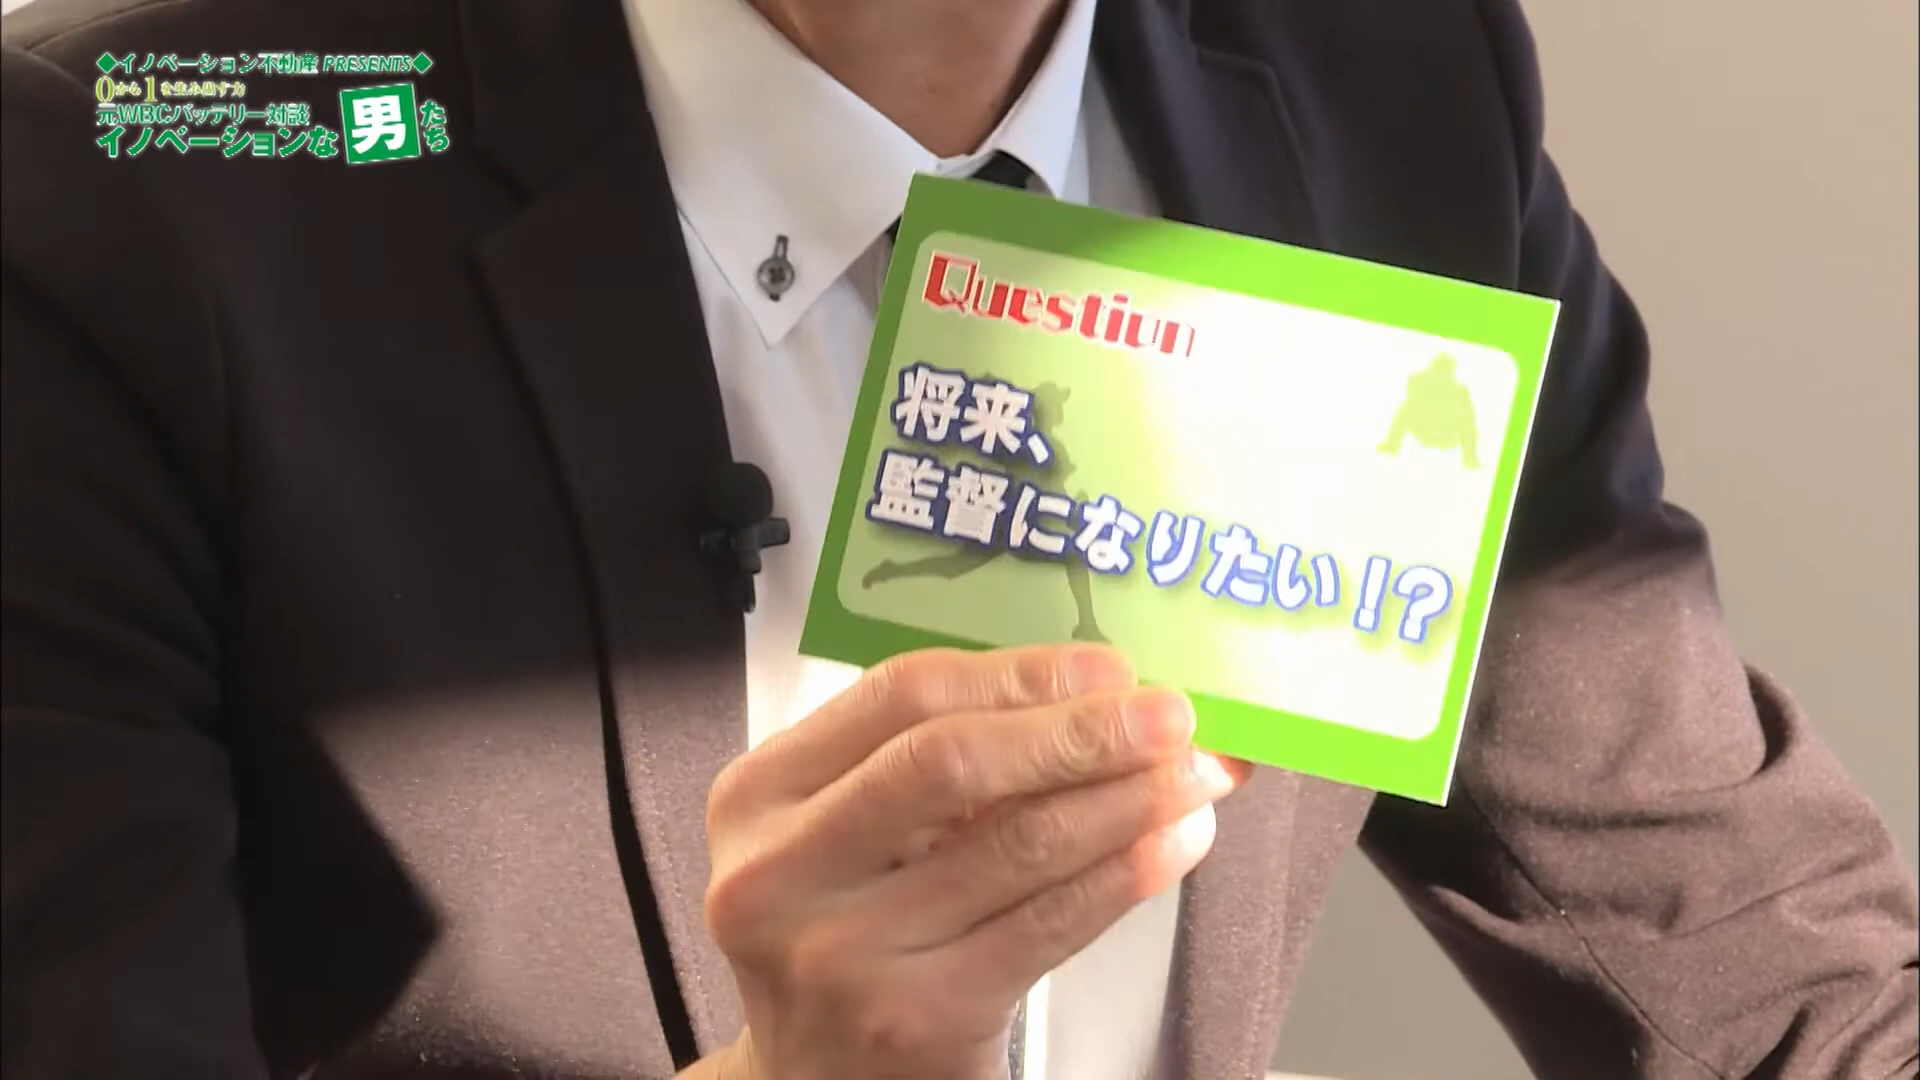 ◆イノベーション不動産 PRESENTS◆
0から1を生み出す力
元WBCバッテリー対談
イノベーションな男たち
Question
将来、
監督になりたい!?